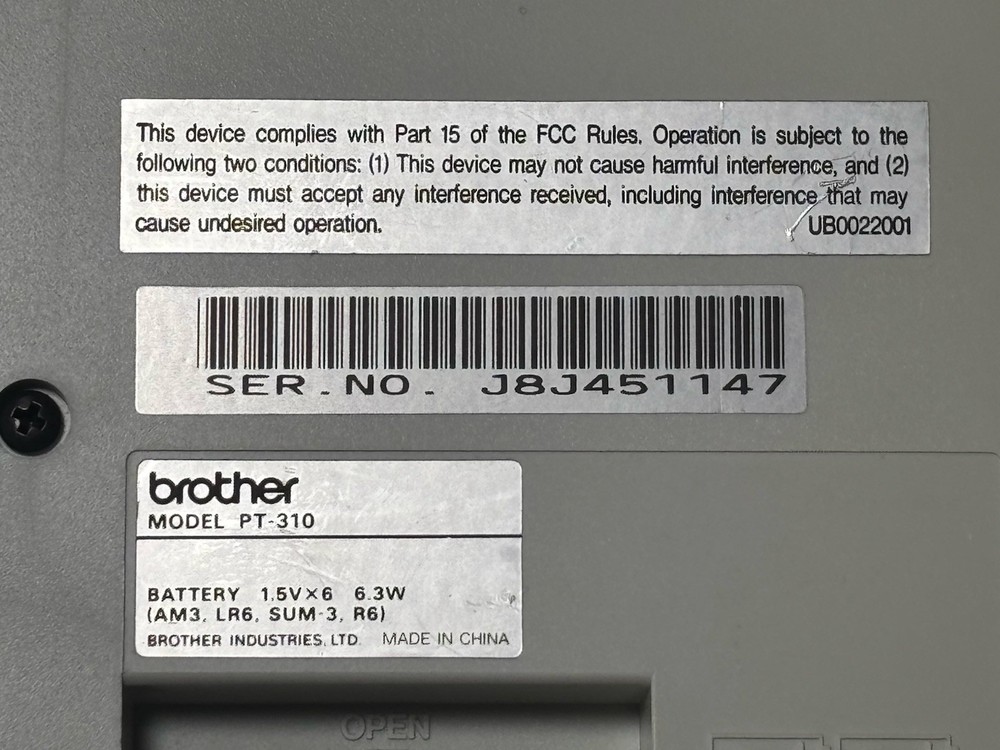 This device complies with Part 15 of the FCC Rules. Operation is subject to the
following two conditions: (1) This device may not cause harmful interference, and (2)
this device must accept any interference received, including interference that may
cause undesired operation. UB0022001
SER.NO. J8J451147
brother
MODEL PT-310
BATTERY 1.5V×6 6.3W
(AM3, LR6, SUM-3, R6)
BROTHER INDUSTRIES, LTD. MADE IN CHINA
OPEN